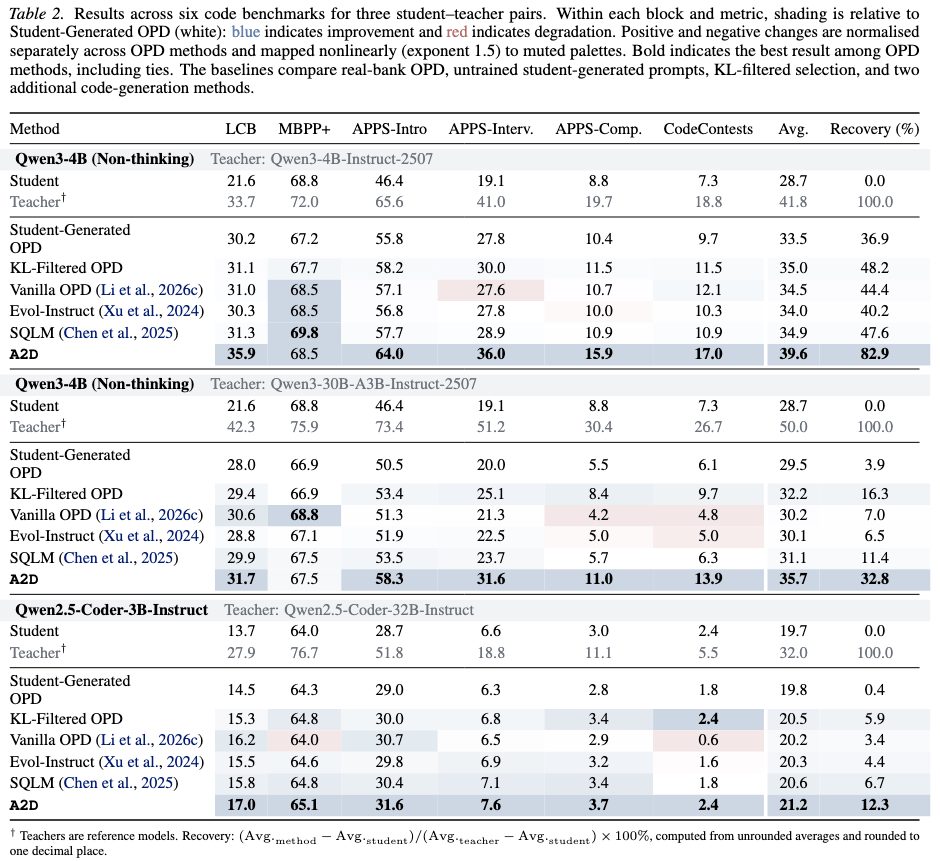 Table 2. Results across six code benchmarks for three student–teacher pairs. Within each block and metric, shading is relative to
Student-Generated OPD (white): blue indicates improvement and red indicates degradation. Positive and negative changes are normalised
separately across OPD methods and mapped nonlinearly (exponent 1.5) to muted palettes. Bold indicates the best result among OPD
methods, including ties. The baselines compare real-bank OPD, untrained student-generated prompts, KL-filtered selection, and two
additional code-generation methods.
Method LCB MBPP+ APPS-Intro APPS-Interv. APPS-Comp. CodeContests Avg. Recovery (%)
Qwen3-4B (Non-thinking) Teacher: Qwen3-4B-Instruct-2507
Student 21.6 68.8 46.4 19.1 8.8 7.3 28.7 0.0
Teacher† 33.7 72.0 65.6 41.0 19.7 18.8 41.8 100.0
Student-Generated
OPD 30.2 67.2 55.8 27.8 10.4 9.7 33.5 36.9
KL-Filtered OPD 31.1 67.7 58.2 30.0 11.5 11.5 35.0 48.2
Vanilla OPD (Li et al., 2026c) 31.0 68.5 57.1 27.6 10.7 12.1 34.5 44.4
Evol-Instruct (Xu et al., 2024) 30.3 68.5 56.8 27.8 10.0 10.3 34.0 40.2
SQLM (Chen et al., 2025) 31.3 69.8 57.7 28.9 10.9 10.9 34.9 47.6
A2D 35.9 68.5 64.0 36.0 15.9 17.0 39.6 82.9
Qwen3-4B (Non-thinking) Teacher: Qwen3-30B-A3B-Instruct-2507
Student 21.6 68.8 46.4 19.1 8.8 7.3 28.7 0.0
Teacher† 42.3 75.9 73.4 51.2 30.4 26.7 50.0 100.0
Student-Generated
OPD 28.0 66.9 50.5 20.0 5.5 6.1 29.5 3.9
KL-Filtered OPD 29.4 66.9 53.4 25.1 8.4 9.7 32.2 16.3
Vanilla OPD (Li et al., 2026c) 30.6 68.8 51.3 21.3 4.2 4.8 30.2 7.0
Evol-Instruct (Xu et al., 2024) 28.8 67.1 51.9 22.5 5.0 5.0 30.1 6.5
SQLM (Chen et al., 2025) 29.9 67.5 53.5 23.7 5.7 6.3 31.1 11.4
A2D 31.7 67.5 58.3 31.6 11.0 13.9 35.7 32.8
Qwen2.5-Coder-3B-Instruct Teacher: Qwen2.5-Coder-32B-Instruct
Student 13.7 64.0 28.7 6.6 3.0 2.4 19.7 0.0
Teacher† 27.9 76.7 51.8 18.8 11.1 5.5 32.0 100.0
Student-Generated
OPD 14.5 64.3 29.0 6.3 2.8 1.8 19.8 0.4
KL-Filtered OPD 15.3 64.8 30.0 6.8 3.4 2.4 20.5 5.9
Vanilla OPD (Li et al., 2026c) 16.2 64.0 30.7 6.5 2.9 0.6 20.2 3.4
Evol-Instruct (Xu et al., 2024) 15.5 64.6 29.8 6.9 3.2 1.6 20.3 4.4
SQLM (Chen et al., 2025) 15.8 64.8 30.4 7.1 3.4 1.8 20.6 6.7
A2D 17.0 65.1 31.6 7.6 3.7 2.4 21.2 12.3
† Teachers are reference models. Recovery: (Avg.method − Avg.student)/(Avg.teacher − Avg.student) × 100%, computed from unrounded averages and rounded to
one decimal place.